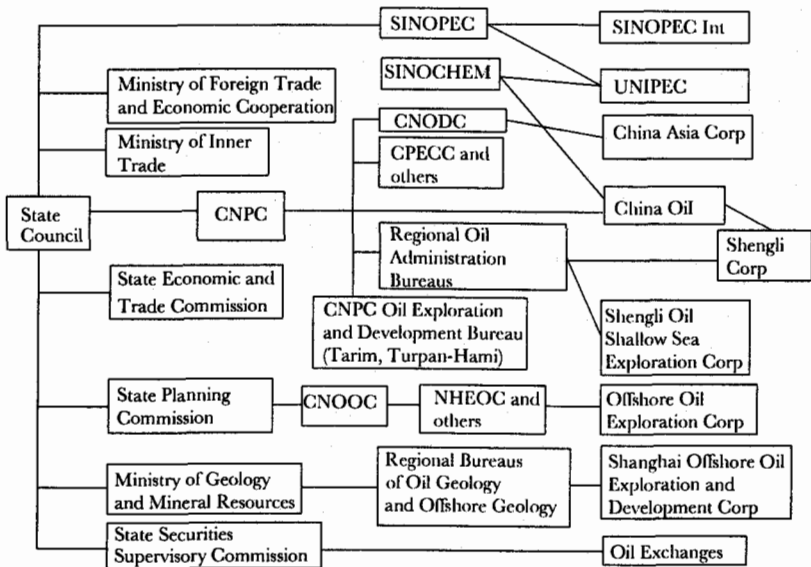 SINOPEC
SINOPEC Int
SINOCHEM
UNIPEC
Ministry of Foreign Trade
and Economic Cooperation
CNODC
China Asia Corp
Ministry of Inner
Trade
CPECC and
others
State
Council
CNPC
China Oil
Regional Oil
Administration
Bureaus
Shengli
Corp
State Economic and
Trade Commission
CNPC Oil Exploration
and Development Bureau
(Tarim, Turpan-Hami)
Shengli Oil
Shallow Sea
Exploration Corp
State Planning
Commission
CNOOC
NHEOC and
others
Offshore Oil
Exploration Corp
Ministry of Geology
and Mineral Resources
Regional Bureaus
of Oil Geology
and Offshore Geology
Shanghai Offshore Oil
Exploration and
Development Corp
State Securities
Supervisory Commission
Oil Exchanges